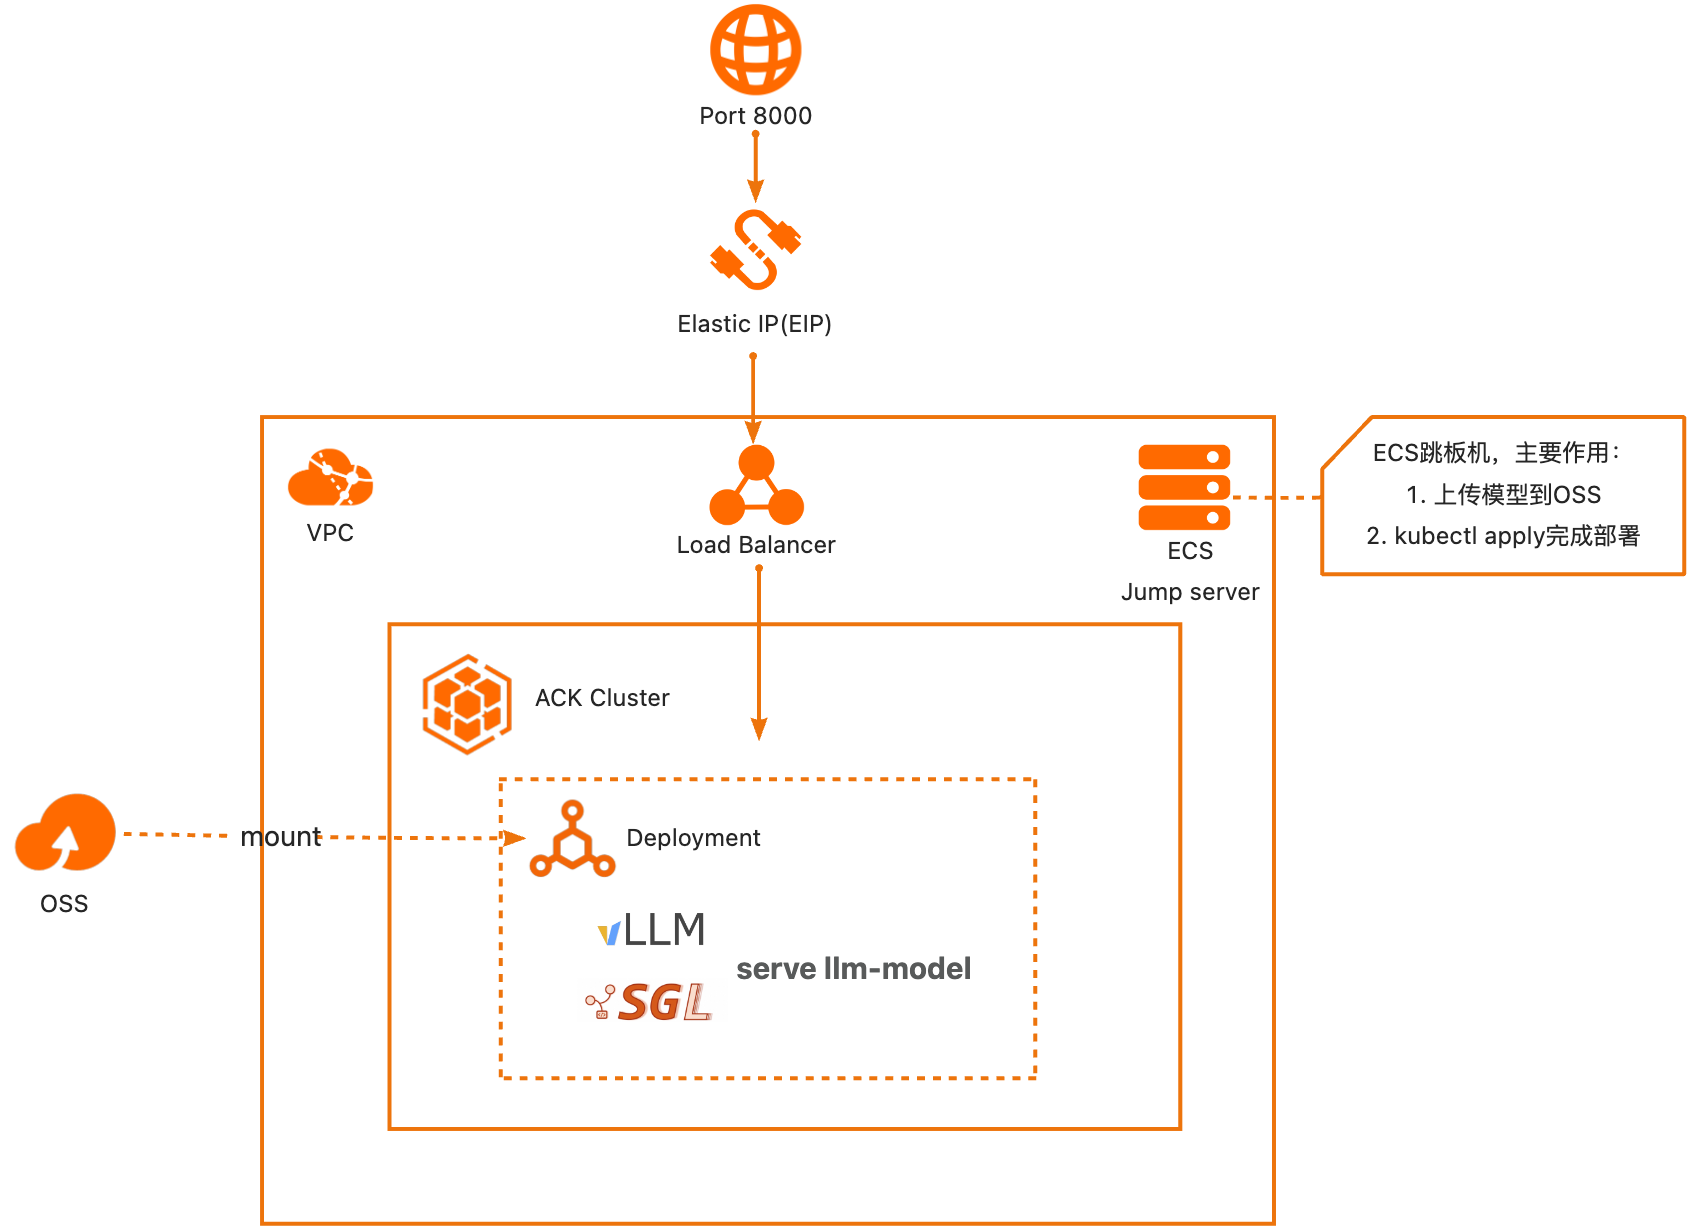 Port 8000
Elastic IP(EIP)
VPC
Load Balancer
ECS
Jump server
ECS跳板机，主要作用：
1. 上传模型到OSS
2. kubectl apply完成部署
ACK Cluster
OSS
mount
Deployment
vLLM
SGL
serve llm-model